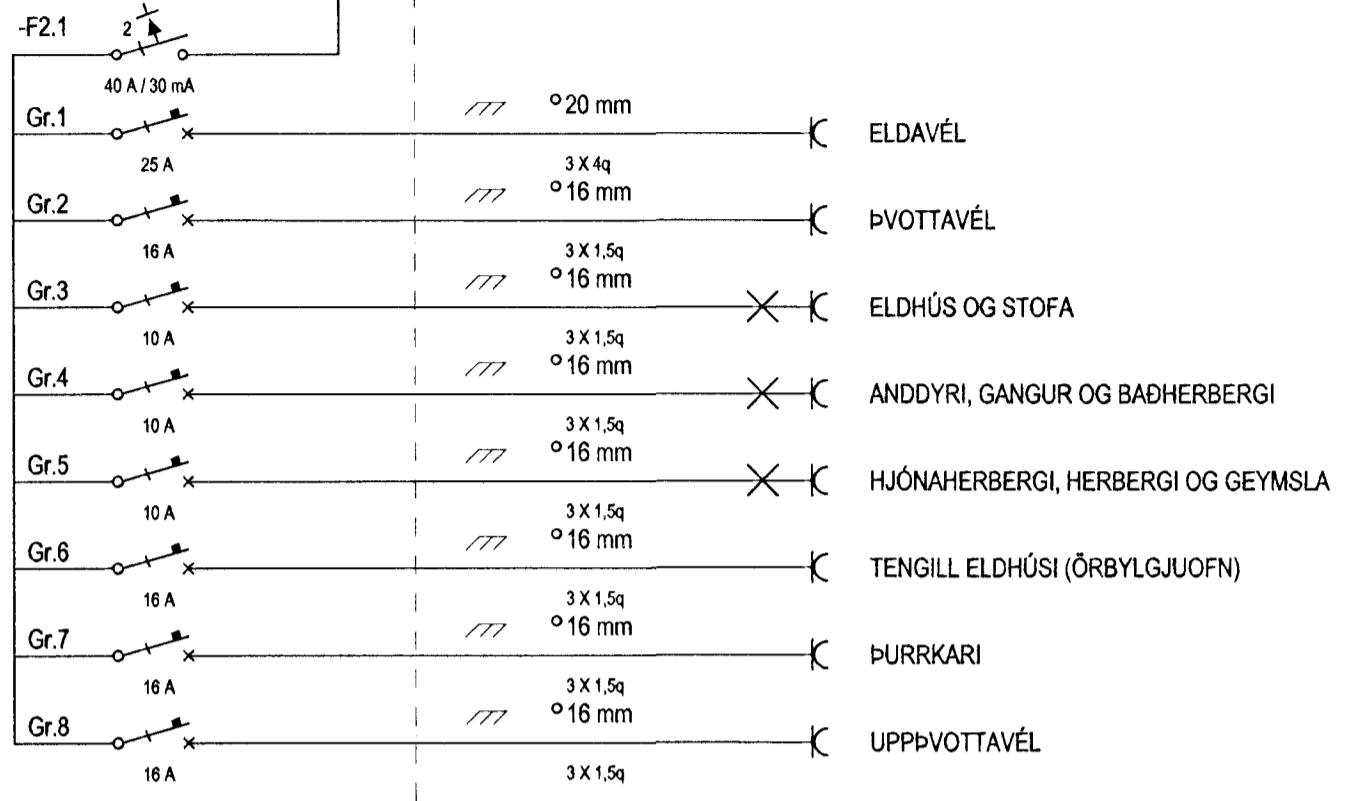 -F2.1 2
40 A / 30 mA
Gr.1 °20 mm ELDAVÉL
25 A 3 X 4q
Gr.2 °16 mm ÞVOTTAVÉL
16 A 3 X 1,5q
Gr.3 °16 mm ELDHÚS OG STOFA
10 A 3 X 1,5q
Gr.4 °16 mm ANDDYRI, GANGUR OG BAÐHERBERGI
10 A 3 X 1,5q
Gr.5 °16 mm HJÓNAHERBERGI, HERBERGI OG GEYMSLA
10 A 3 X 1,5q
Gr.6 °16 mm TENGILL ELDHÚSI (ÖRBYLGJUOFN)
16 A 3 X 1,5q
Gr.7 °16 mm ÞURRKARI
16 A 3 X 1,5q
Gr.8 °16 mm UPPÞVOTTAVÉL
16 A 3 X 1,5q